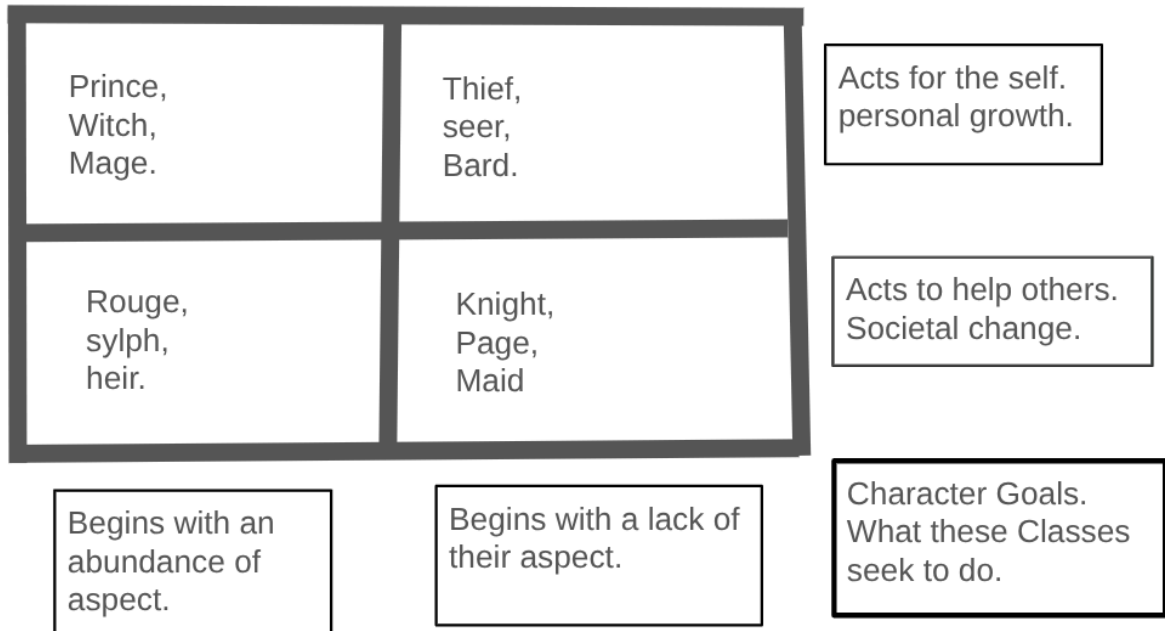 Prince,
Witch,
Mage.
Thief,
seer,
Bard.
Acts for the self.
personal growth.
Rouge,
sylph,
heir.
Knight,
Page,
Maid
Acts to help others.
Societal change.
Begins with an
abundance of
aspect.
Begins with a lack of
their aspect.
Character Goals.
What these Classes
seek to do.